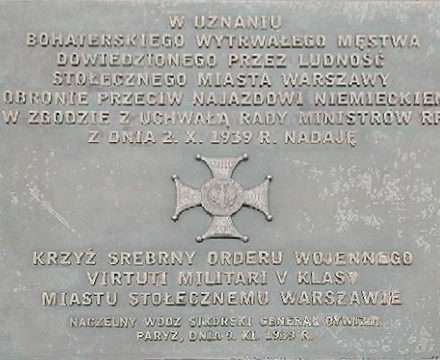 W UZNANIU
BOHATERSKIEGO WYTRWAŁEGO MĘSTWA
DOWIEDZIONEGO PRZEZ LUDNOŚĆ
STOŁECZNEGO MIASTA WARSZAWY
OBRONIE PRZECIW NAJAZDOWI NIEMIECKIEM
W ZGODZIE Z UCHWAŁĄ RADY MINISTRÓW RP
Z DNIA 2. X. 1939 R. NADAJĘ
KRZYŻ SREBRNY ORDERU WOJENNEGO
VIRTUTI MILITARI V KLASY
MIASTU STOŁECZNEMU WARSZAWIE
NACZELNY WÓDZ SIKORSKI GENERAŁ DYWIZJI
PARYŻ, DNIA 9. XI. 1939 R.